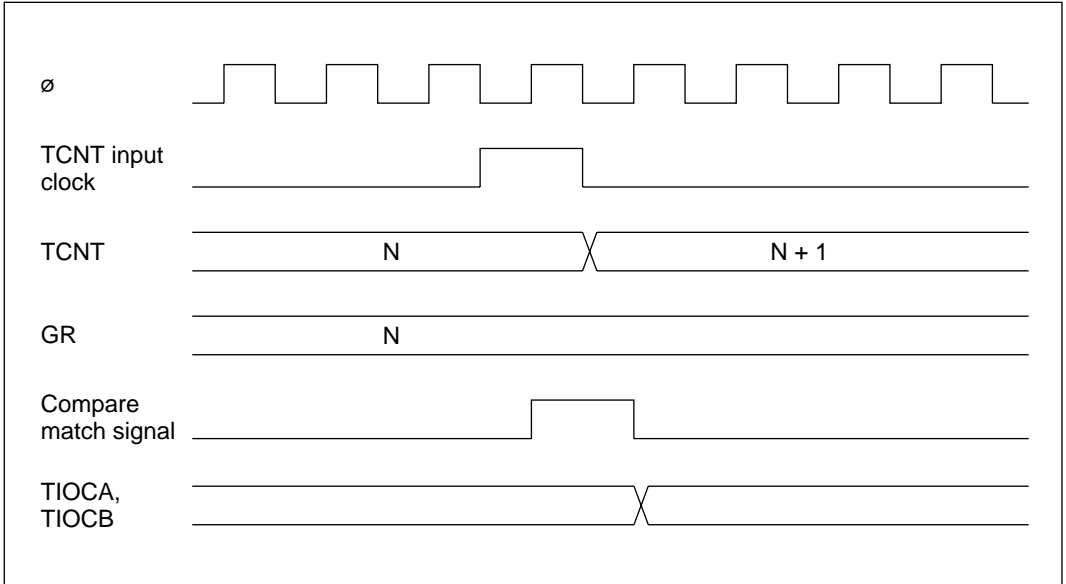 ø
TCNT input
clock
TCNT
N
N + 1
GR
N
Compare
match signal
TIOCA,
TIOCB